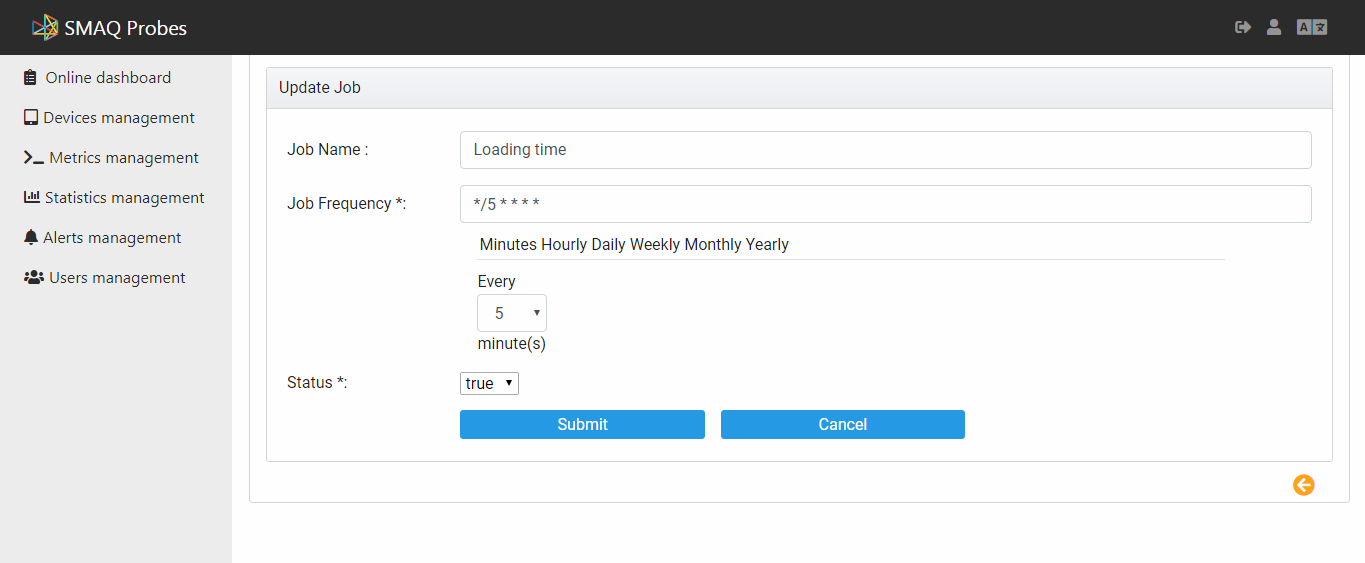 SMAQ Probes
A
Online dashboard
Devices management
Metrics management
Statistics management
Alerts management
Users management
Update Job
Job Name :
Loading time
Job Frequency *:
*/5 * * * *
Minutes Hourly Daily Weekly Monthly Yearly
Every
5
minute(s)
Status *:
true
Submit
Cancel